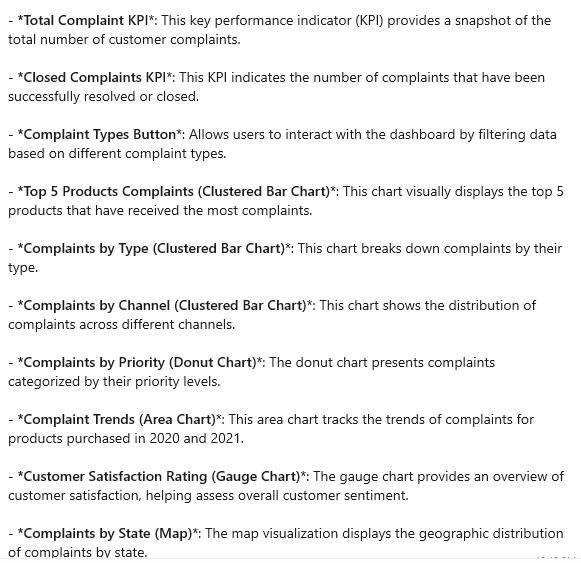 - *Total Complaint KPI*: This key performance indicator (KPI) provides a snapshot of the
total number of customer complaints.
- *Closed Complaints KPI*: This KPI indicates the number of complaints that have been
successfully resolved or closed.
- *Complaint Types Button*: Allows users to interact with the dashboard by filtering data
based on different complaint types.
- *Top 5 Products Complaints (Clustered Bar Chart)*: This chart visually displays the top 5
products that have received the most complaints.
- *Complaints by Type (Clustered Bar Chart)*: This chart breaks down complaints by their
type.
- *Complaints by Channel (Clustered Bar Chart)*: This chart shows the distribution of
complaints across different channels.
- *Complaints by Priority (Donut Chart)*: The donut chart presents complaints
categorized by their priority levels.
- *Complaint Trends (Area Chart)*: This area chart tracks the trends of complaints for
products purchased in 2020 and 2021.
- *Customer Satisfaction Rating (Gauge Chart)*: The gauge chart provides an overview of
customer satisfaction, helping assess overall customer sentiment.
- *Complaints by State (Map)*: The map visualization displays the geographic distribution
of complaints by state.